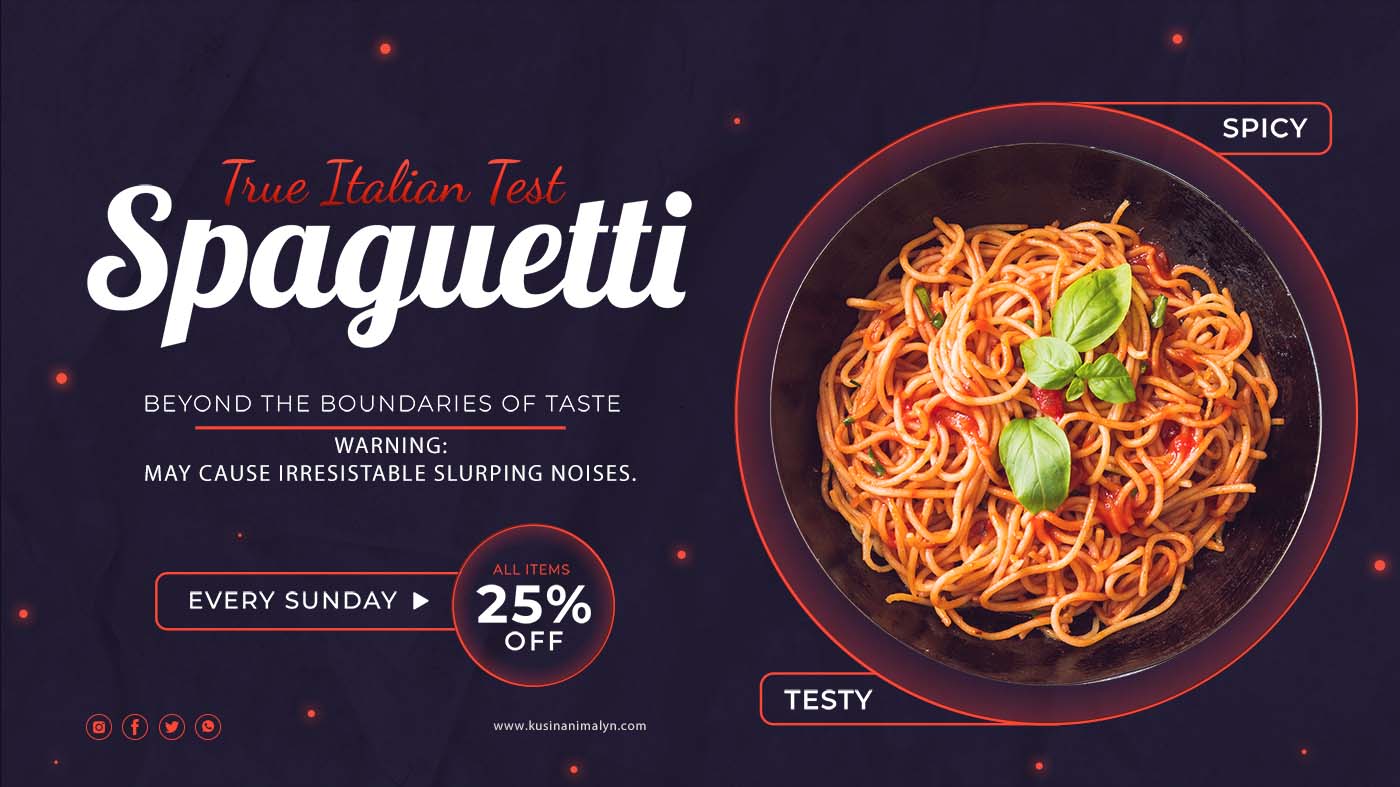 True Italian Test
Spaguetti
BEYOND THE BOUNDARIES OF TASTE
WARNING:
MAY CAUSE IRRESISTABLE SLURPING NOISES.
EVERY SUNDAY
ALL ITEMS
25%
OFF
www.kusinanimalyn.com
SPICY
TESTY